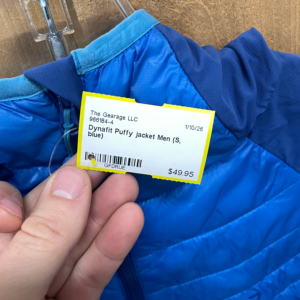 The Gearage LLC
986184-4 1/10/26
Dynafit Puffy jacket Men (S,
blue)
$49.95